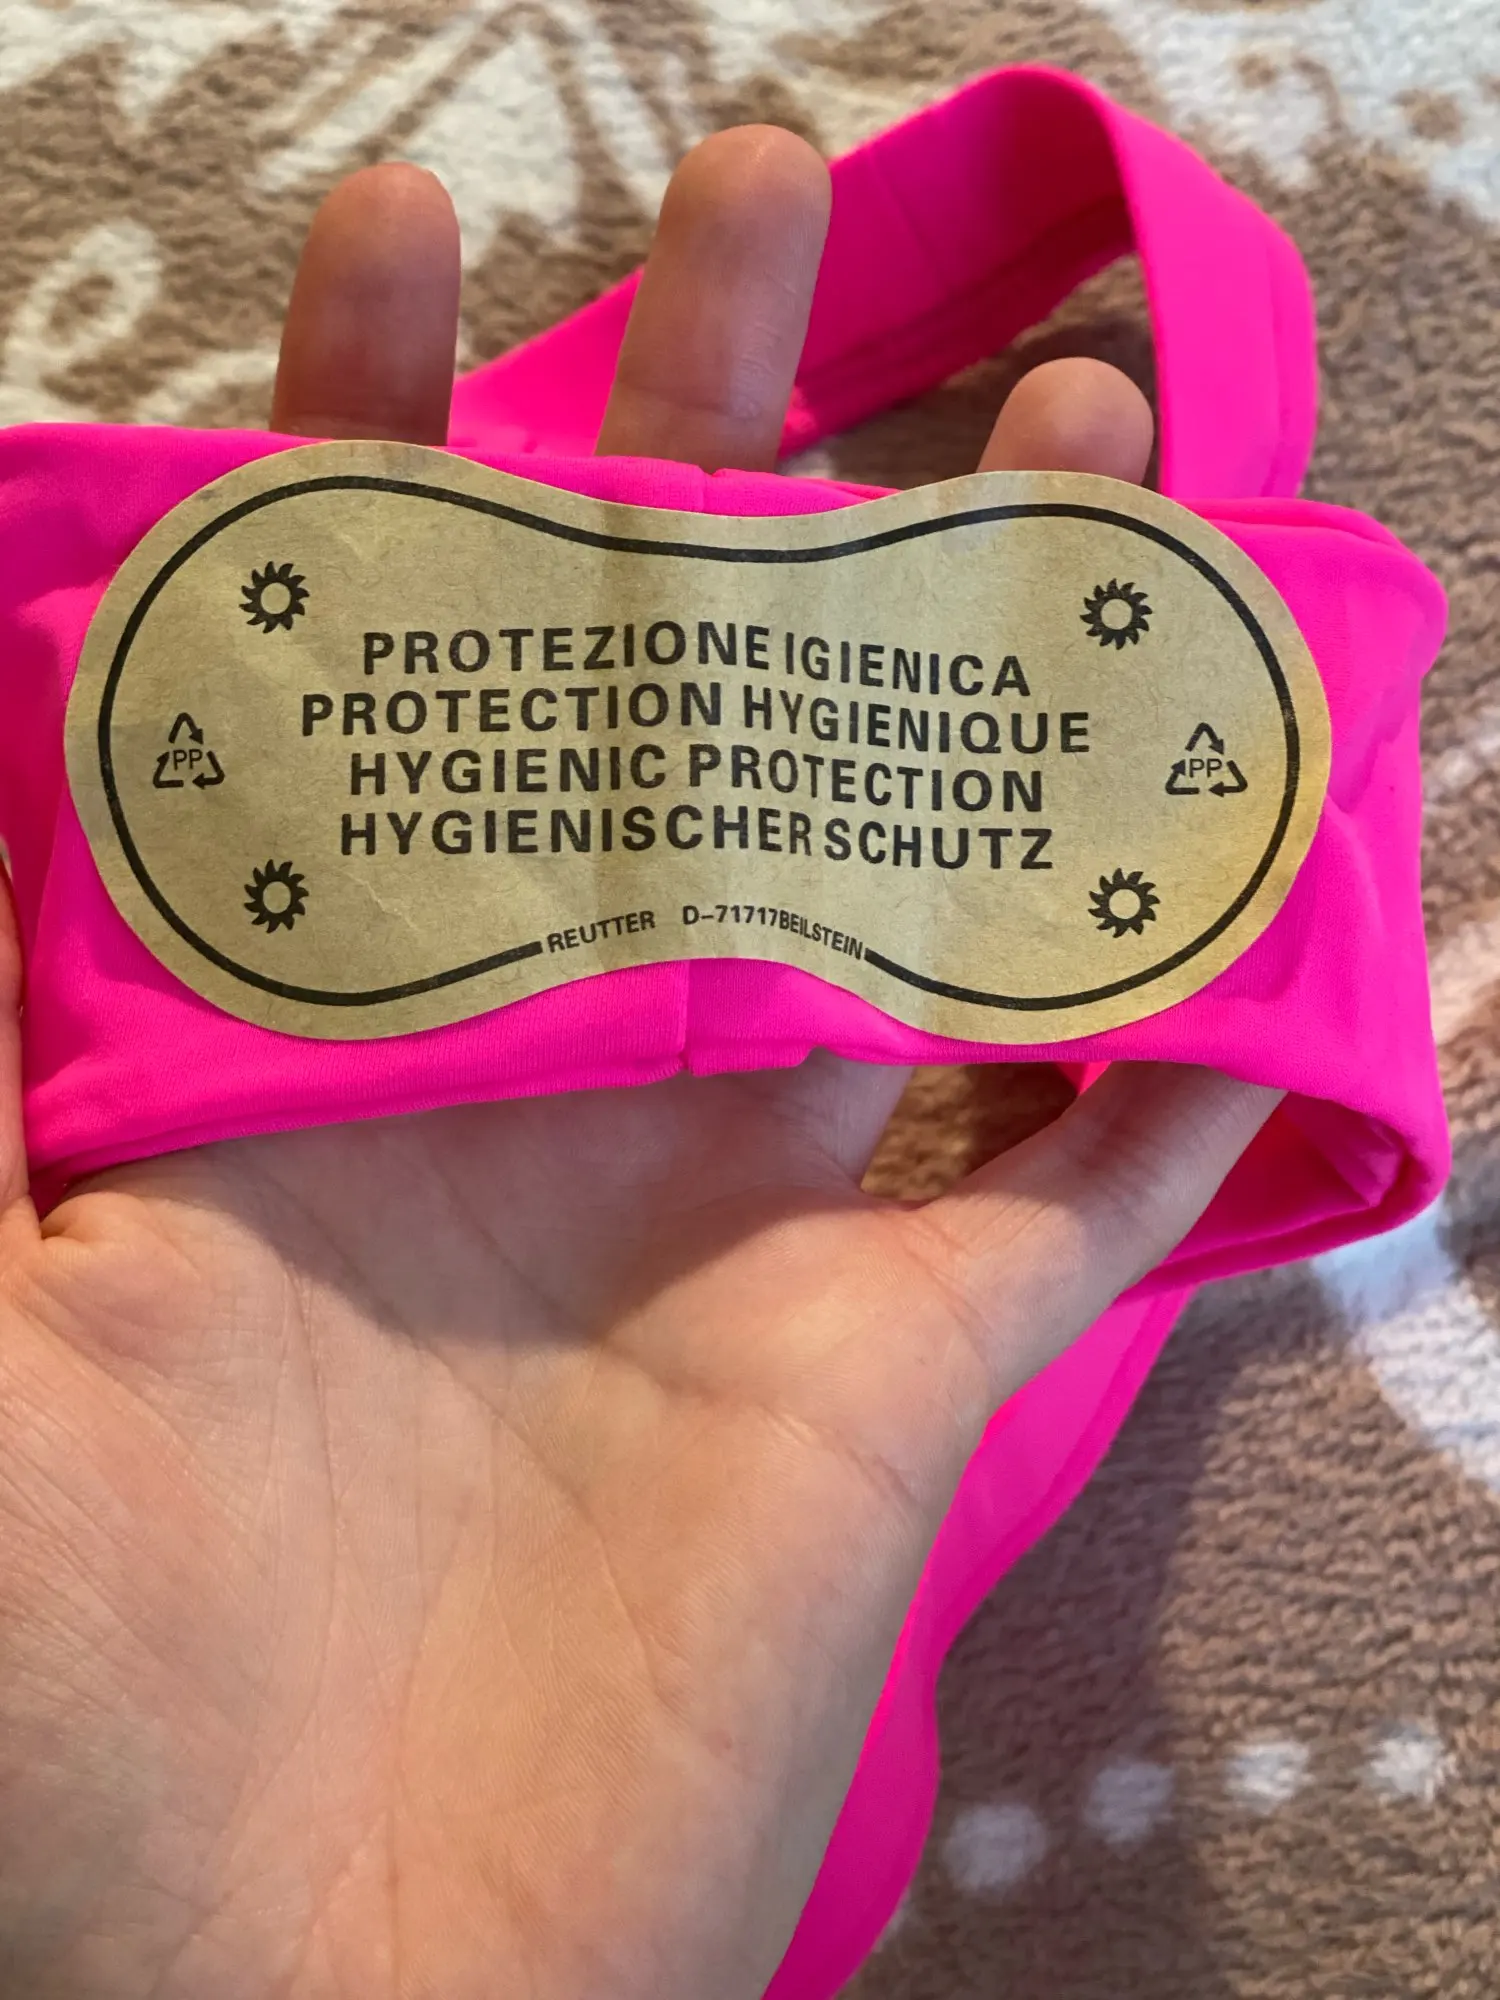 PROTEZIONE IGIENICA
PROTECTION HYGIENIQUE
PP
PP
HYGIENIC PROTECTION
HYGIENISCHER SCHUTZ
REUTTER D-71717 BEILSTEIN